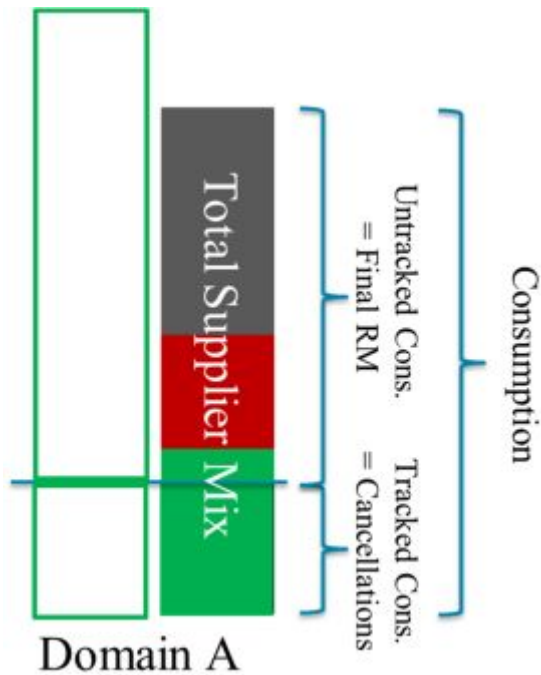 Total Supplier Mix
Untracked Cons.
= Final RM
Tracked Cons.
= Cancellations
Consumption
Domain A